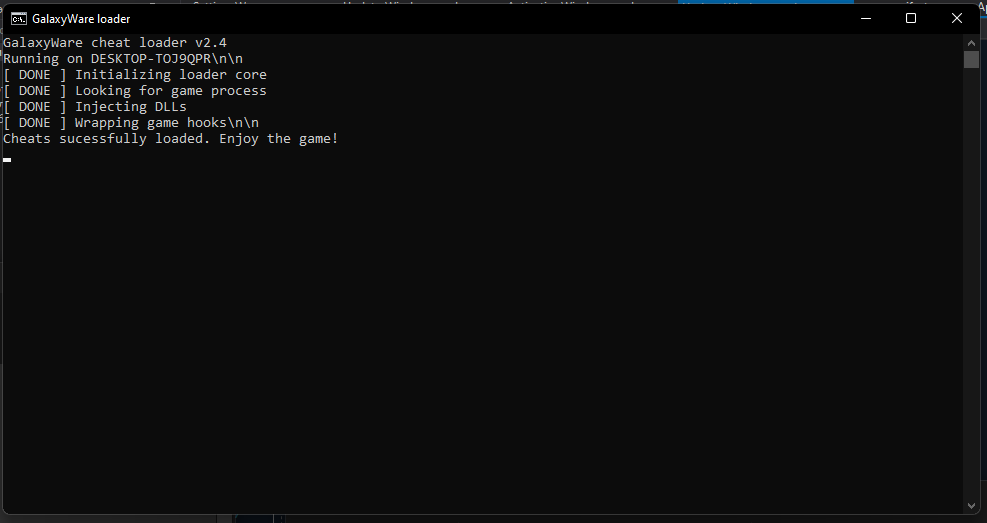 GalaxyWare loader
GalaxyWare cheat loader v2.4
Running on DESKTOP-TOJ9QPR\n\n
[ DONE ] Initializing loader core
[ DONE ] Looking for game process
[ DONE ] Injecting DLLs
[ DONE ] Wrapping game hooks\n\n
Cheats sucessfully loaded. Enjoy the game!